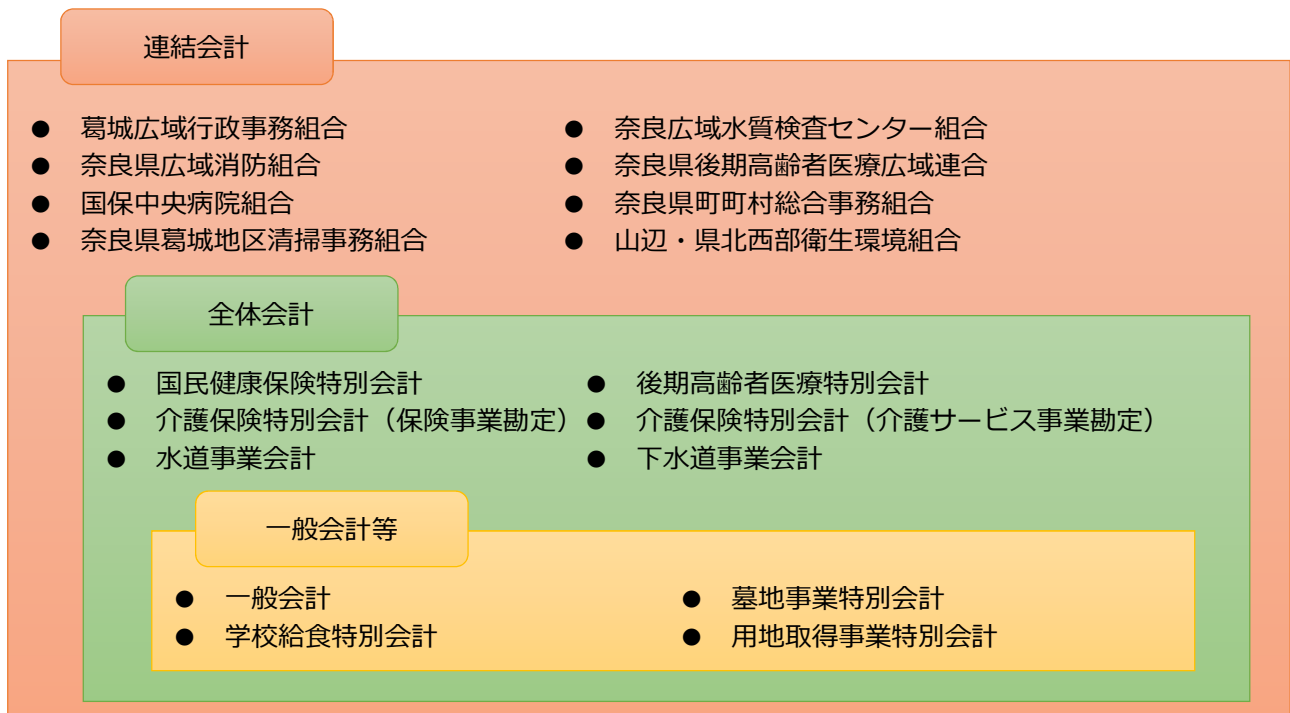 連結会計
● 葛城広域行政事務組合
● 奈良広域水質検査センター組合
● 奈良県広域消防組合
● 奈良県後期高齢者医療広域連合
● 国保中央病院組合
● 奈良県町町村総合事務組合
● 奈良県葛城地区清掃事務組合
● 山辺・県北西部衛生環境組合
全体会計
● 国民健康保険特別会計
● 後期高齢者医療特別会計
● 介護保険特別会計（保険事業勘定）
● 介護保険特別会計（介護サービス事業勘定）
● 水道事業会計
● 下水道事業会計
一般会計等
● 一般会計
● 墓地事業特別会計
● 学校給食特別会計
● 用地取得事業特別会計